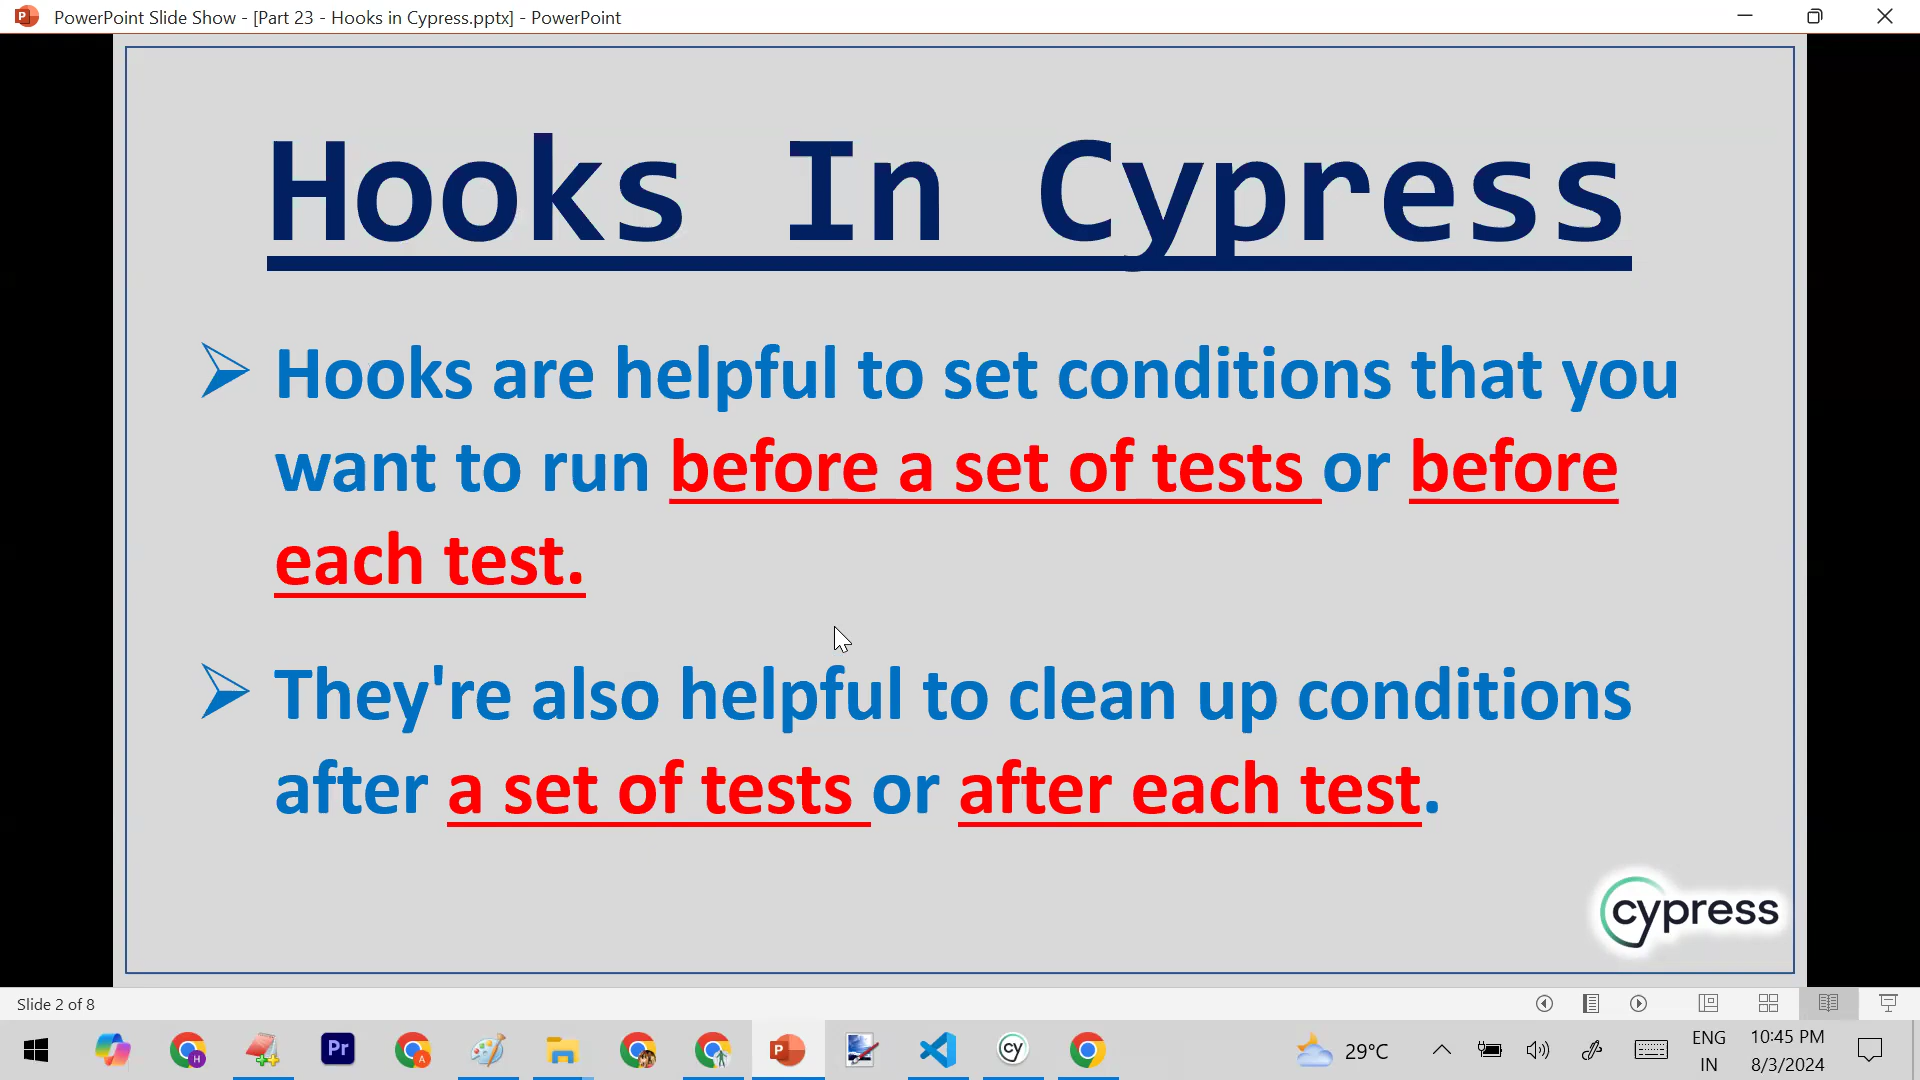 PowerPoint Slide Show - [Part 23 - Hooks in Cypress.pptx] - PowerPoint
Hooks In Cypress
Hooks are helpful to set conditions that you
want to run before a set of tests or before
each test.
They're also helpful to clean up conditions
after a set of tests or after each test.
cypress
Slide 2 of 8
Pr
cy
29°C
ENG
IN
10:45 PM
8/3/2024